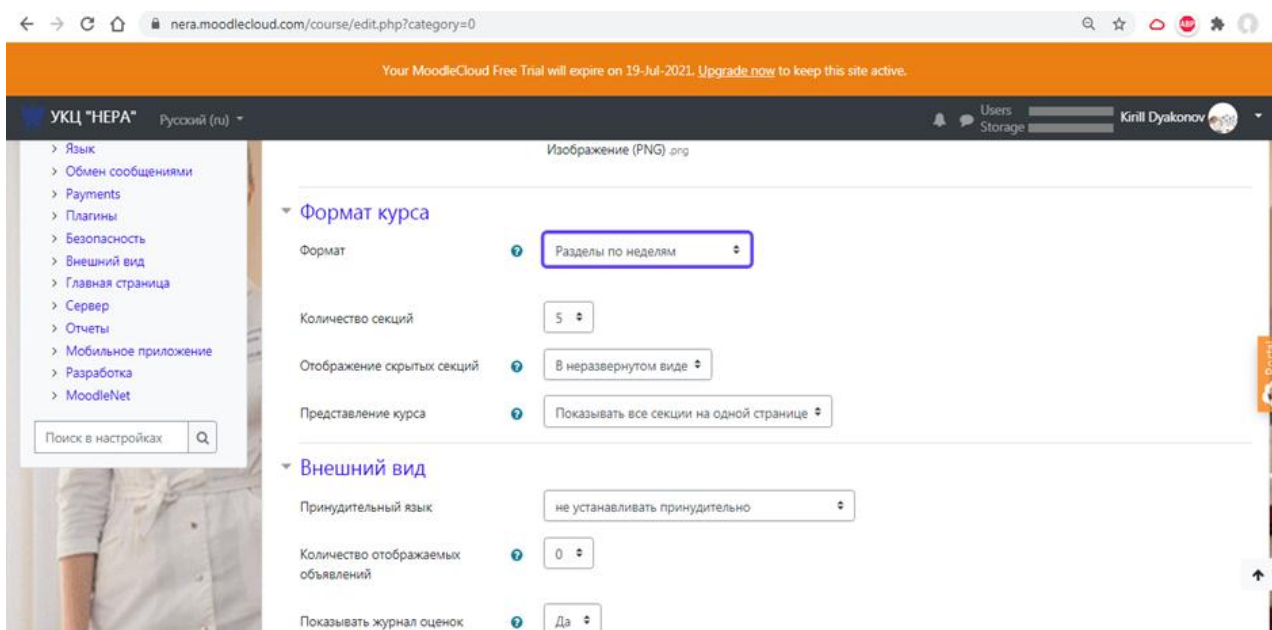 nera.moodlecloud.com/course/edit.php?category=0
ABP
Your MoodleCloud Free Trial will expire on 19-Jul-2021. Upgrade now to keep this site active.
УКЦ "НЕРА"
Русский (ru)
Users
Storage
Kirill Dyakonov
Язык
Обмен сообщениями
Payments
Плагины
Безопасность
Внешний вид
Главная страница
Сервер
Отчеты
Мобильное приложение
Разработка
MoodleNet
Поиск в настройках
Изображение (PNG) .png
Формат курса
Формат
Разделы по неделям
Количество секций
5
Отображение скрытых секций
В неразвернутом виде
Представление курса
Показывать все секции на одной странице
Внешний вид
Принудительный язык
не устанавливать принудительно
Количество отображаемых
объявлений
0
Показывать журнал оценок
Да
Portal